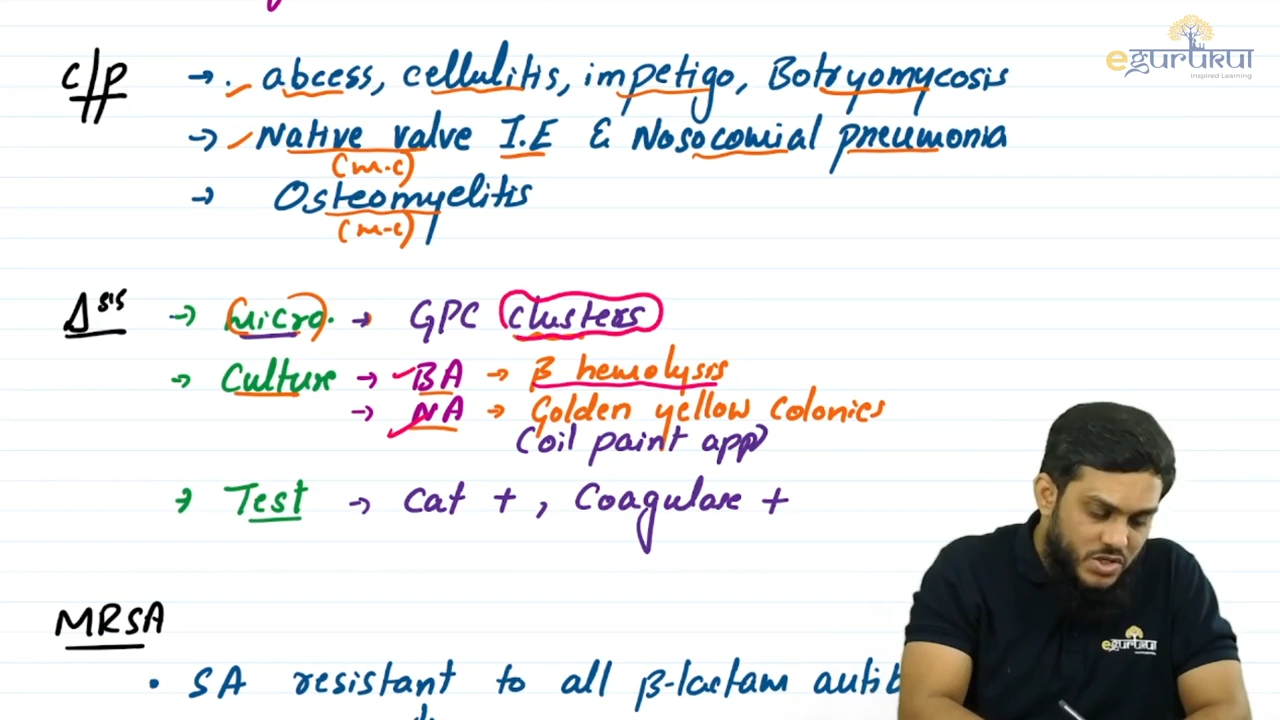 egurukul
Inspired Learning
c/p → . abcess, cellulitis, impetigo, Botryomycosis
→ Native valve I.E & Nosocomial pneumonia
(m.c)
→ Osteomyelitis
(m-c)
Δsis → Micro. → GPC clusters
→ Culture → BA → β hemolysis
→ NA → Golden yellow colonies
(oil paint app)
→ Test → Cat + , Coagulase +
MRSA
• SA resistant to all β-lactam antib
egurukul